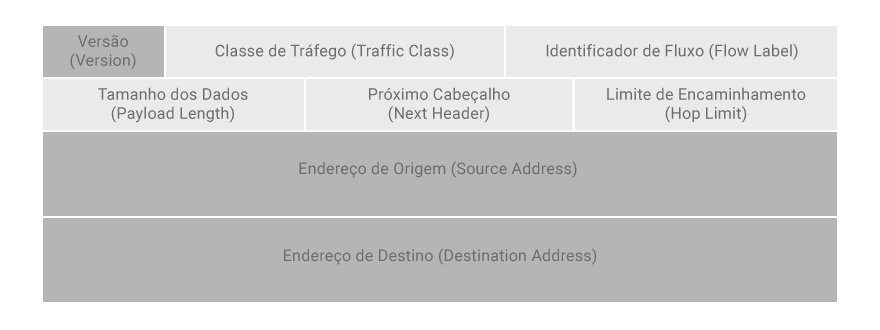 Versão
(Version)
Classe de Tráfego (Traffic Class)
Identificador de Fluxo (Flow Label)
Tamanho dos Dados
(Payload Length)
Próximo Cabeçalho
(Next Header)
Limite de Encaminhamento
(Hop Limit)
Endereço de Origem (Source Address)
Endereço de Destino (Destination Address)